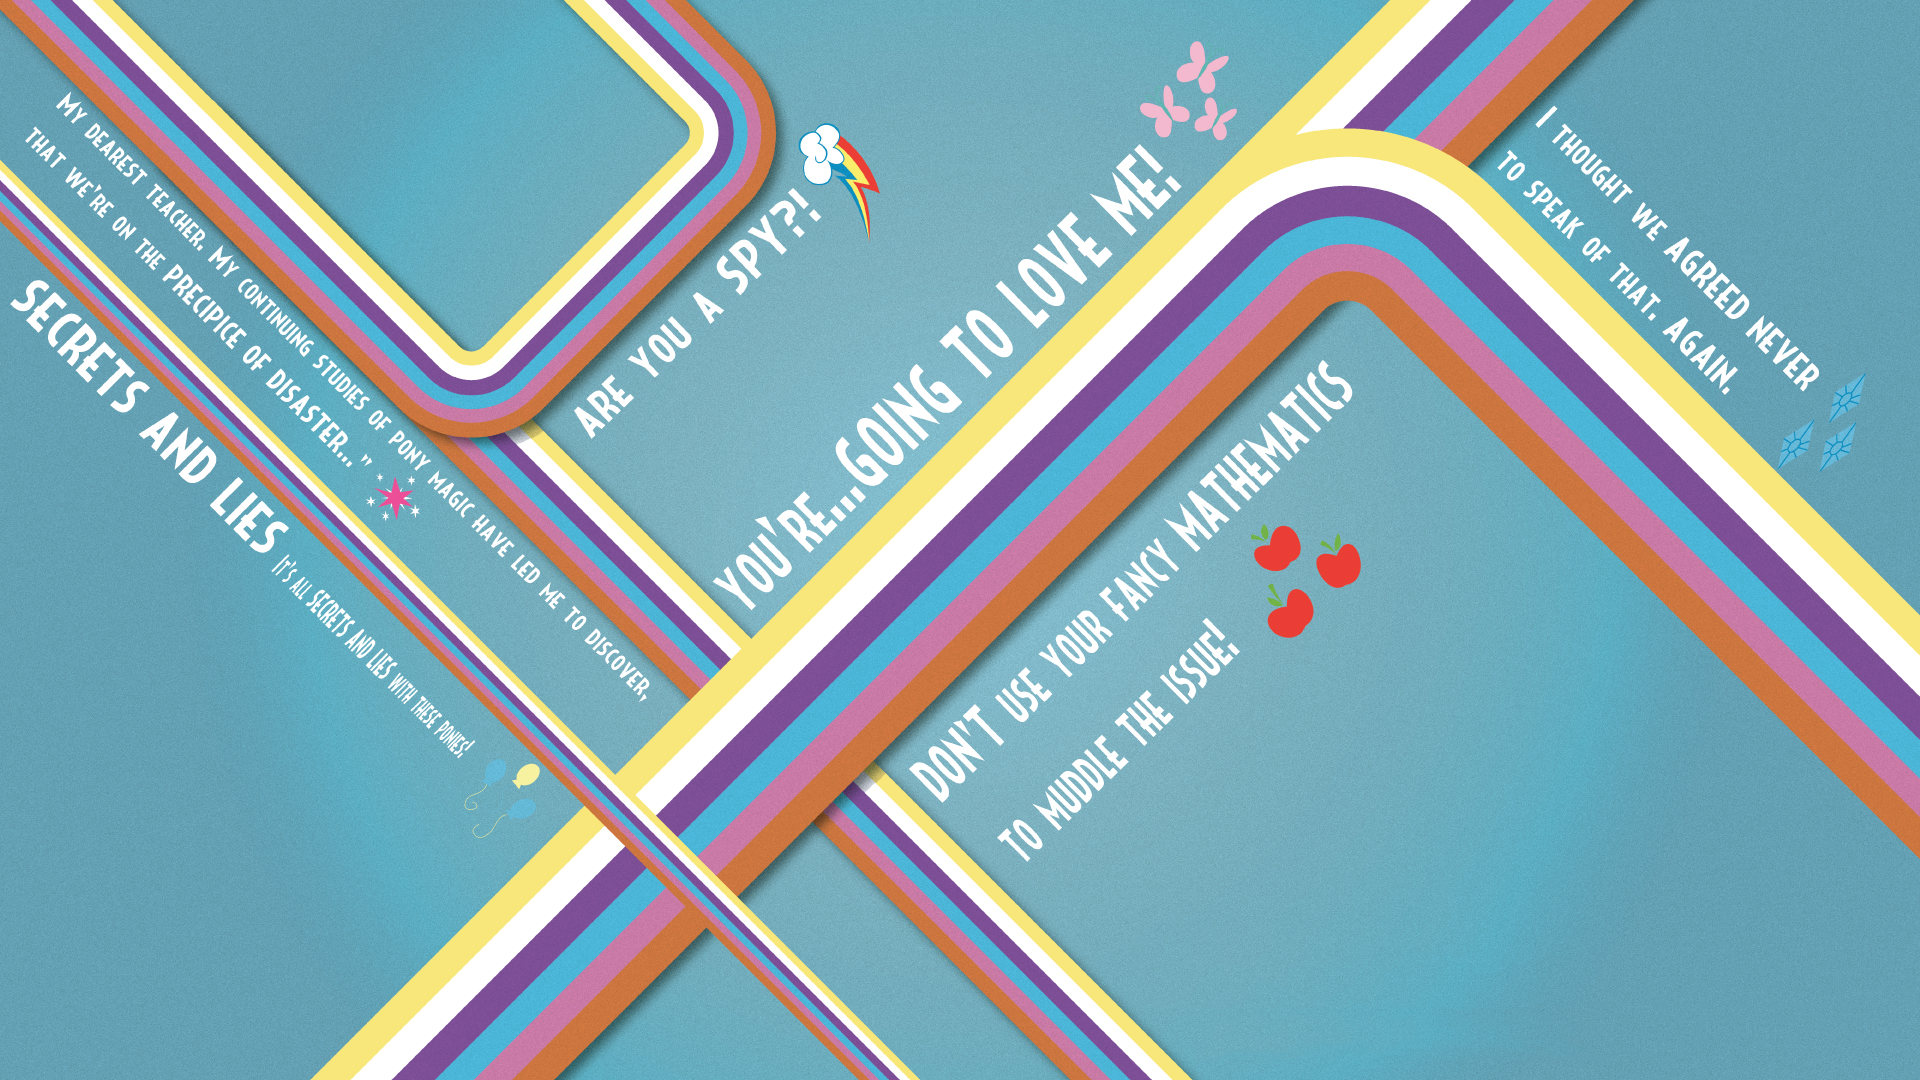 My dearest teacher. My continuing studies of pony magic have led me to discover,
that we're on the precipice of disaster... "
Secrets and Lies
It's all secrets and lies with these ponies!
Are you a spy?!
You're...going to love me!
Don't use your fancy mathematics
to muddle the issue!
I thought we agreed never
to speak of that. Again.